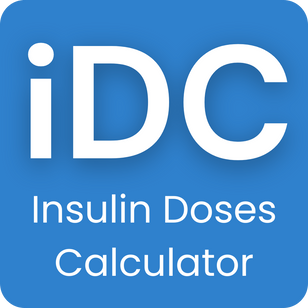 iDC
Insulin Doses
Calculator